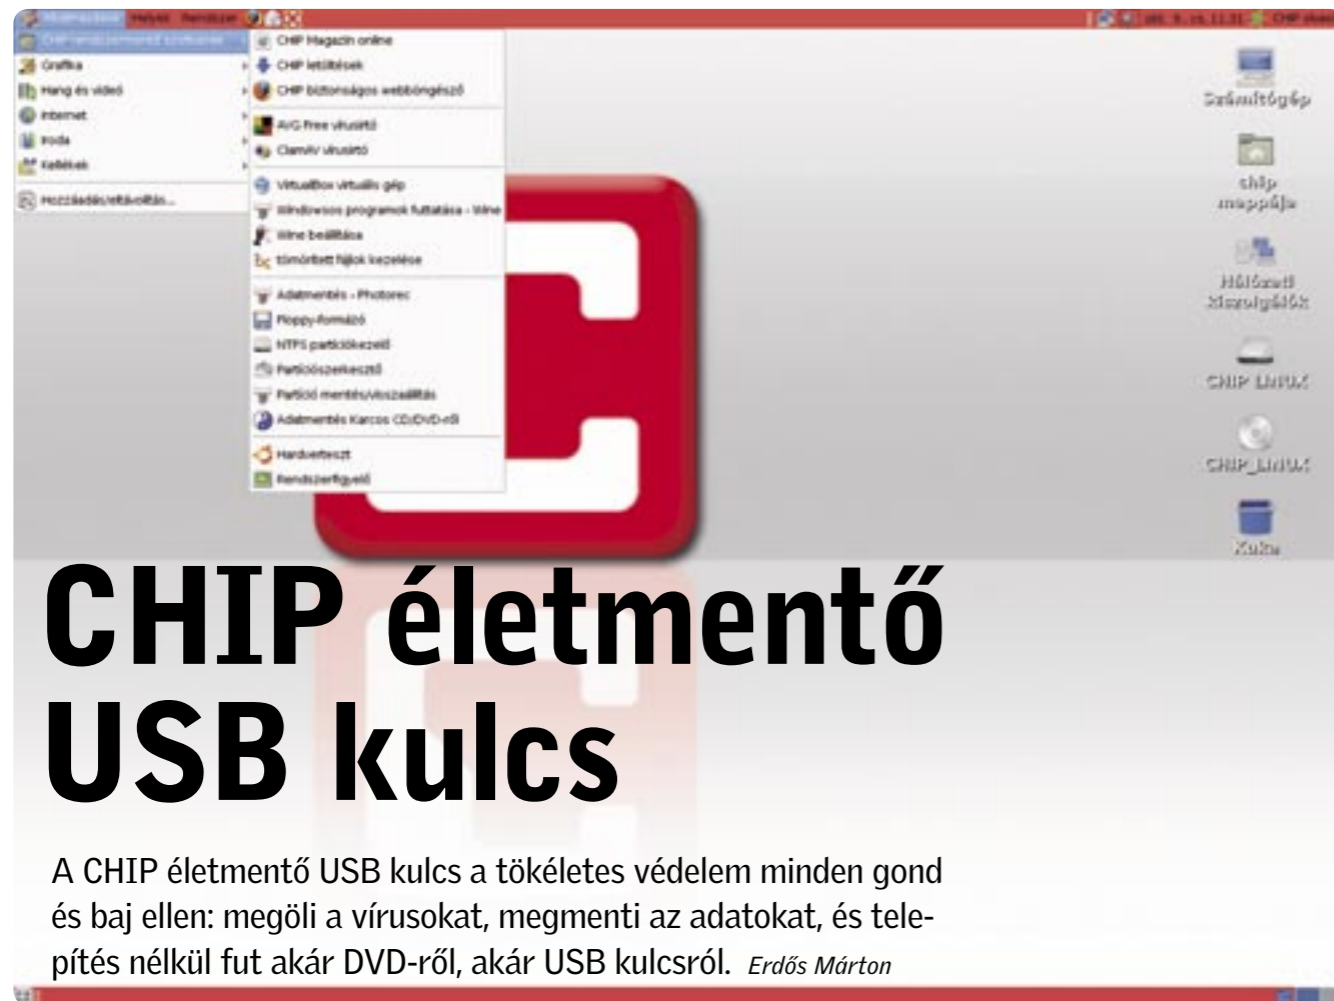 Helyek Rendszer
CHIP Magazin online
CHIP letöltések
CHIP biztonságos webböngésző
AVG Free vírusirtó
ClamAV vírusirtó
VirtualBox virtuális gép
Windowsos programok futtatása - Wine
Wine beállítása
tömörített fájlok kezelése
Adatmentés - Photorec
Floppy-formázó
NTFS partíciókezelő
Partíciószerkesztő
Partíció mentés/visszaállítás
Adatmentés Karcos CD/DVD-ről
Hardverteszt
Rendszerfigyelő
Grafika
Hang és videó
Internet
Iroda
Kellékek
Hozzáadás/eltávolítás...
Számítógép
chip
mappája
Hálózati
kiszolgálók
CHIP LINUX
CHIP_LINUX
Kuka
CHIP életmentő
USB kulcs
A CHIP életmentő USB kulcs a tökéletes védelem minden gond
és baj ellen: megöli a vírusokat, megmenti az adatokat, és tele-
pítés nélkül fut akár DVD-ről, akár USB kulcsról. Erdős Márton